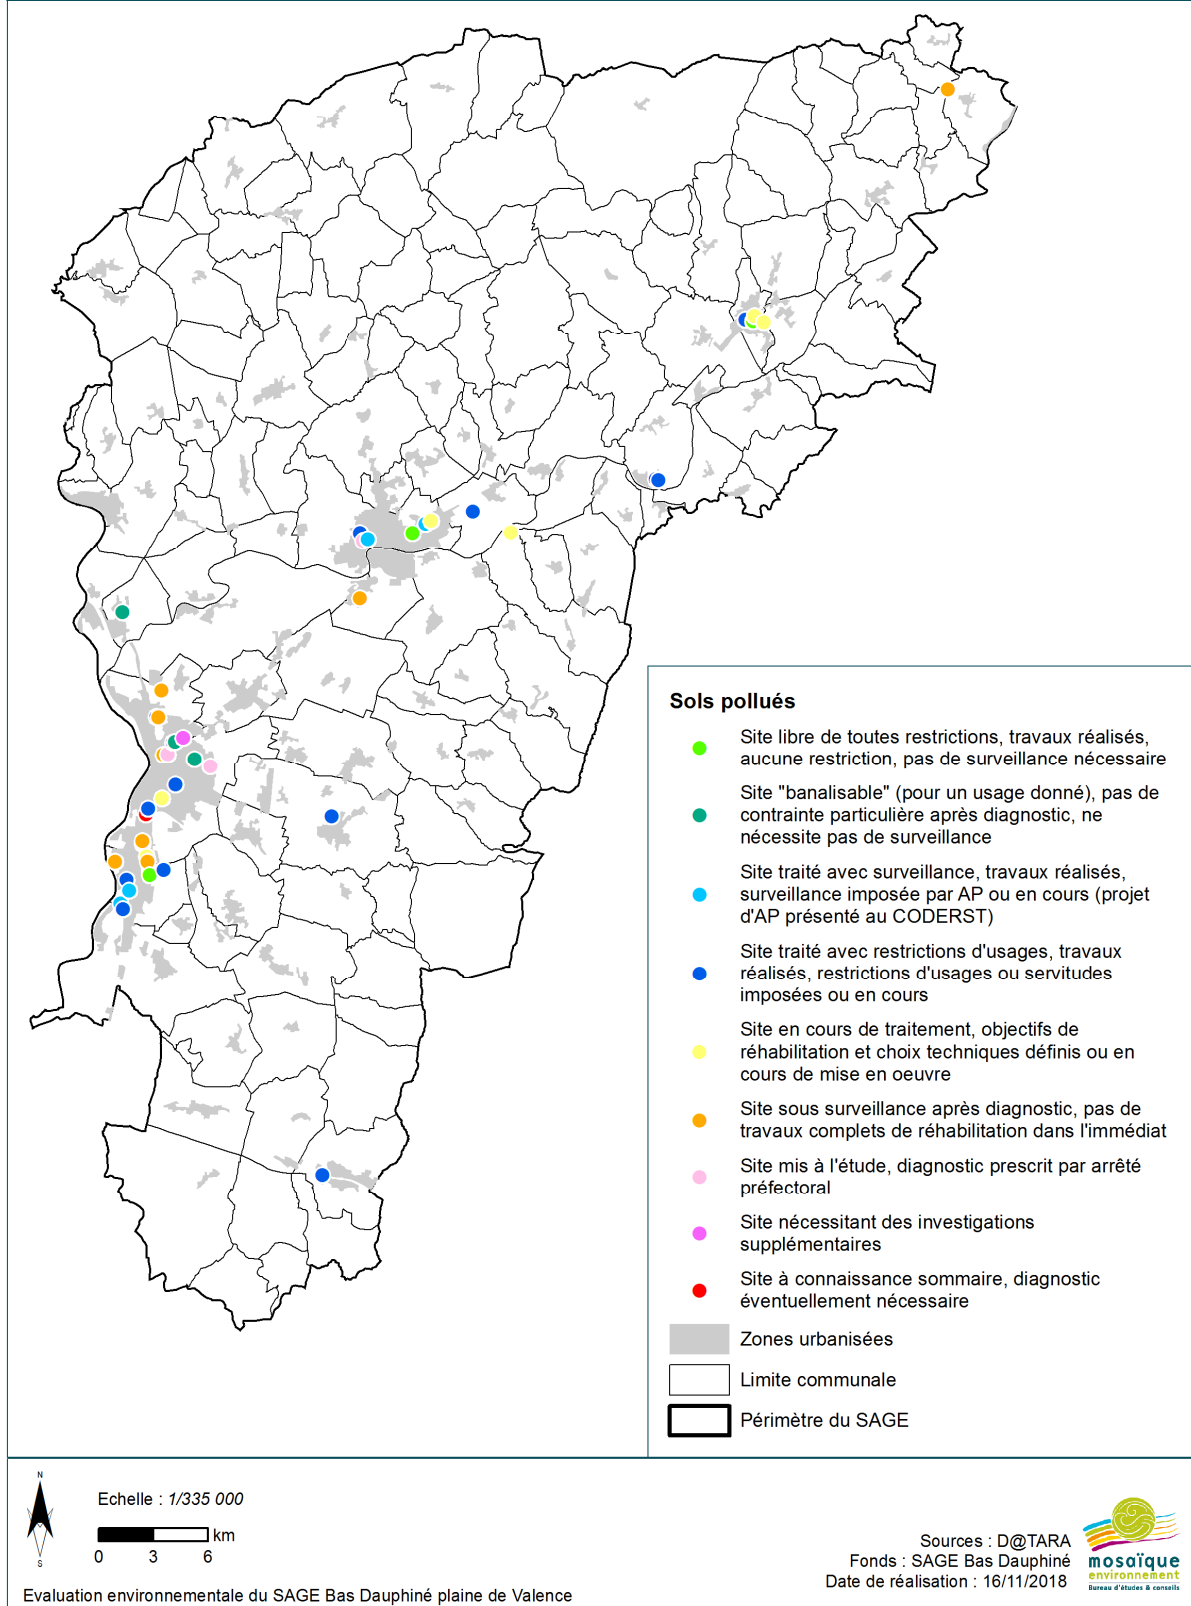 Sols pollués
Site libre de toutes restrictions, travaux réalisés,
aucune restriction, pas de surveillance nécessaire
Site "banalisable" (pour un usage donné), pas de
contrainte particulière après diagnostic, ne
nécessite pas de surveillance
Site traité avec surveillance, travaux réalisés,
surveillance imposée par AP ou en cours (projet
d'AP présenté au CODERST)
Site traité avec restrictions d'usages, travaux
réalisés, restrictions d'usages ou servitudes
imposées ou en cours
Site en cours de traitement, objectifs de
réhabilitation et choix techniques définis ou en
cours de mise en oeuvre
Site sous surveillance après diagnostic, pas de
travaux complets de réhabilitation dans l'immédiat
Site mis à l'étude, diagnostic prescrit par arrêté
préfectoral
Site nécessitant des investigations
supplémentaires
Site à connaissance sommaire, diagnostic
éventuellement nécessaire
Zones urbanisées
Limite communale
Périmètre du SAGE
N
S
Echelle : 1/335 000
km
0 3 6
Evaluation environnementale du SAGE Bas Dauphiné plaine de Valence
Sources : D@TARA
Fonds : SAGE Bas Dauphiné
Date de réalisation : 16/11/2018
mosaïque
environnement
Bureau d'études & conseils